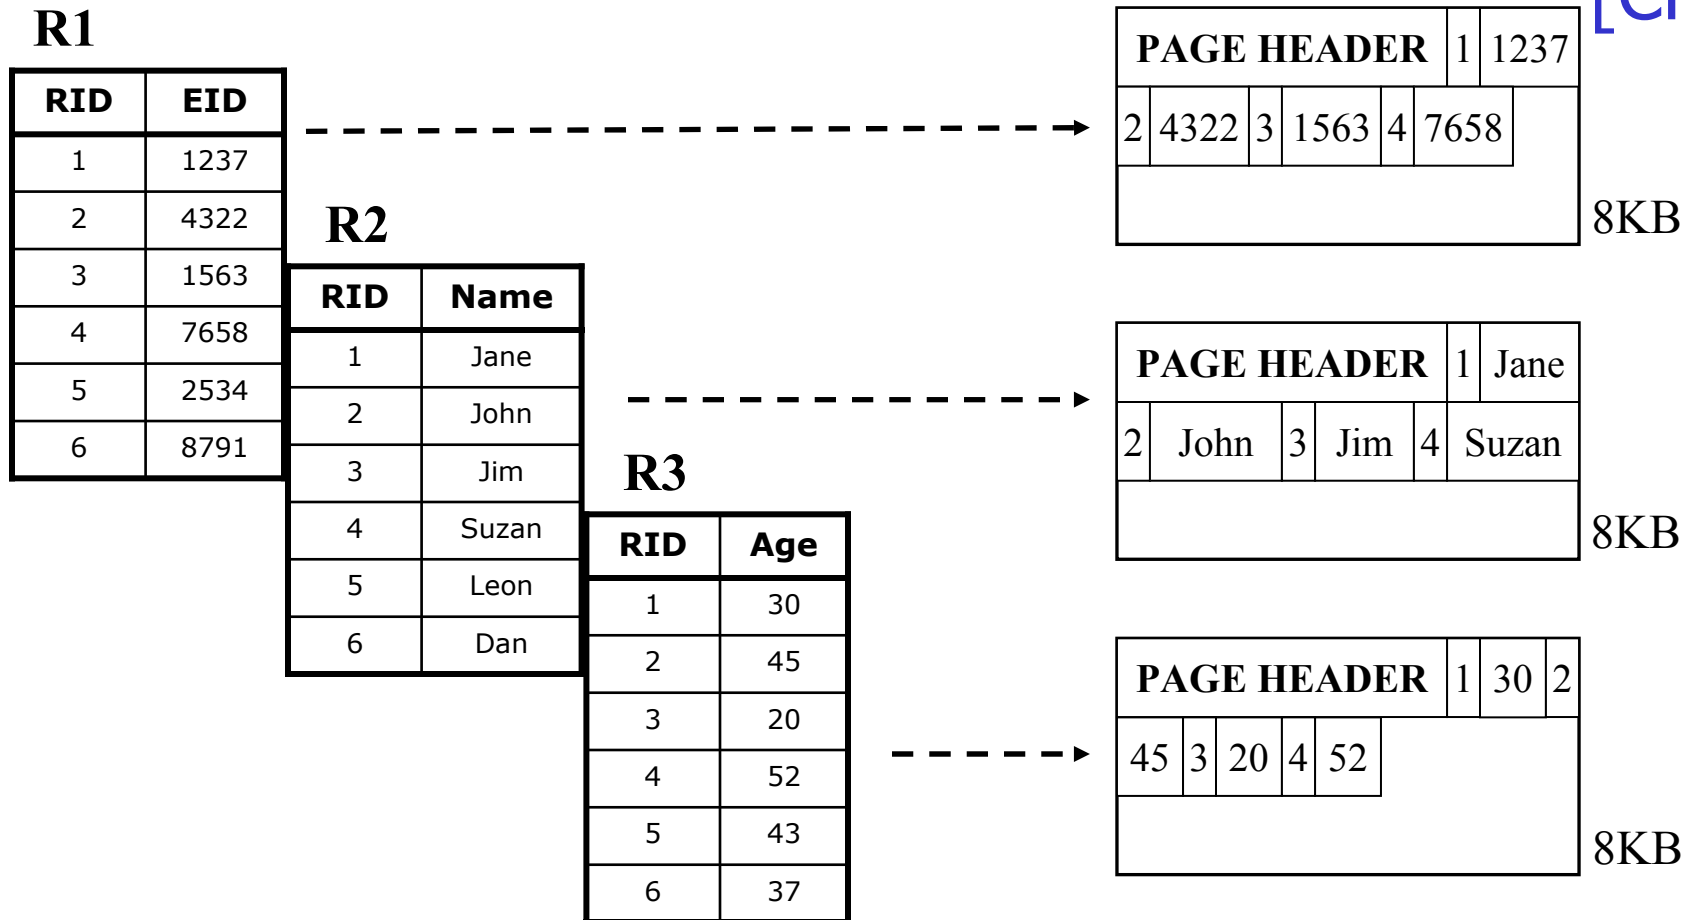 R1
RID EID
1 1237
2 4322
3 1563
4 7658
5 2534
6 8791
R2
RID Name
1 Jane
2 John
3 Jim
4 Suzan
5 Leon
6 Dan
R3
RID Age
1 30
2 45
3 20
4 52
5 43
6 37
PAGE HEADER 1 1237
2 4322 3 1563 4 7658
8KB
PAGE HEADER 1 Jane
2 John 3 Jim 4 Suzan
8KB
PAGE HEADER 1 30 2
45 3 20 4 52
8KB